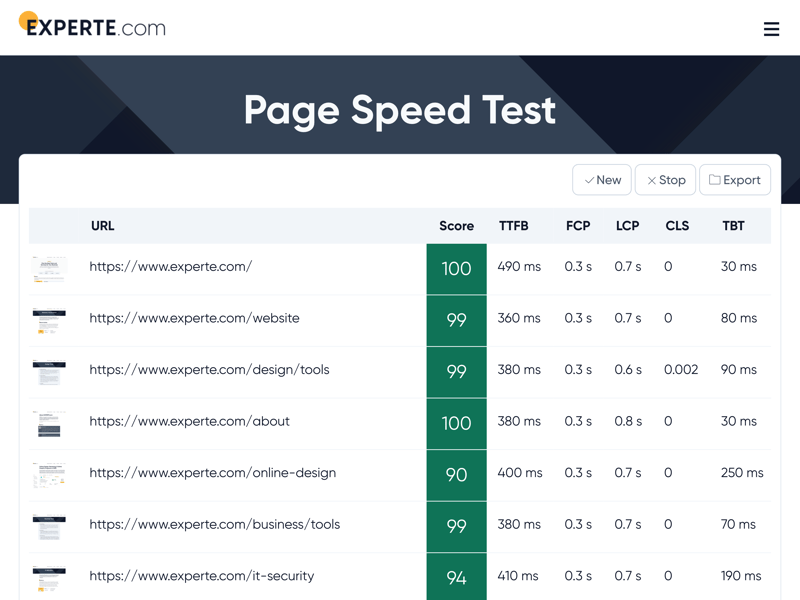 EXPERTE.com
Page Speed Test
New Stop Export
URL Score TTFB FCP LCP CLS TBT
https://www.experte.com/ 100 490 ms 0.3 s 0.7 s 0 30 ms
https://www.experte.com/website 99 360 ms 0.3 s 0.7 s 0 80 ms
https://www.experte.com/design/tools 99 380 ms 0.3 s 0.6 s 0.002 90 ms
https://www.experte.com/about 100 380 ms 0.3 s 0.8 s 0 30 ms
https://www.experte.com/online-design 90 400 ms 0.3 s 0.7 s 0 250 ms
https://www.experte.com/business/tools 99 380 ms 0.3 s 0.7 s 0 70 ms
https://www.experte.com/it-security 94 410 ms 0.3 s 0.7 s 0 190 ms